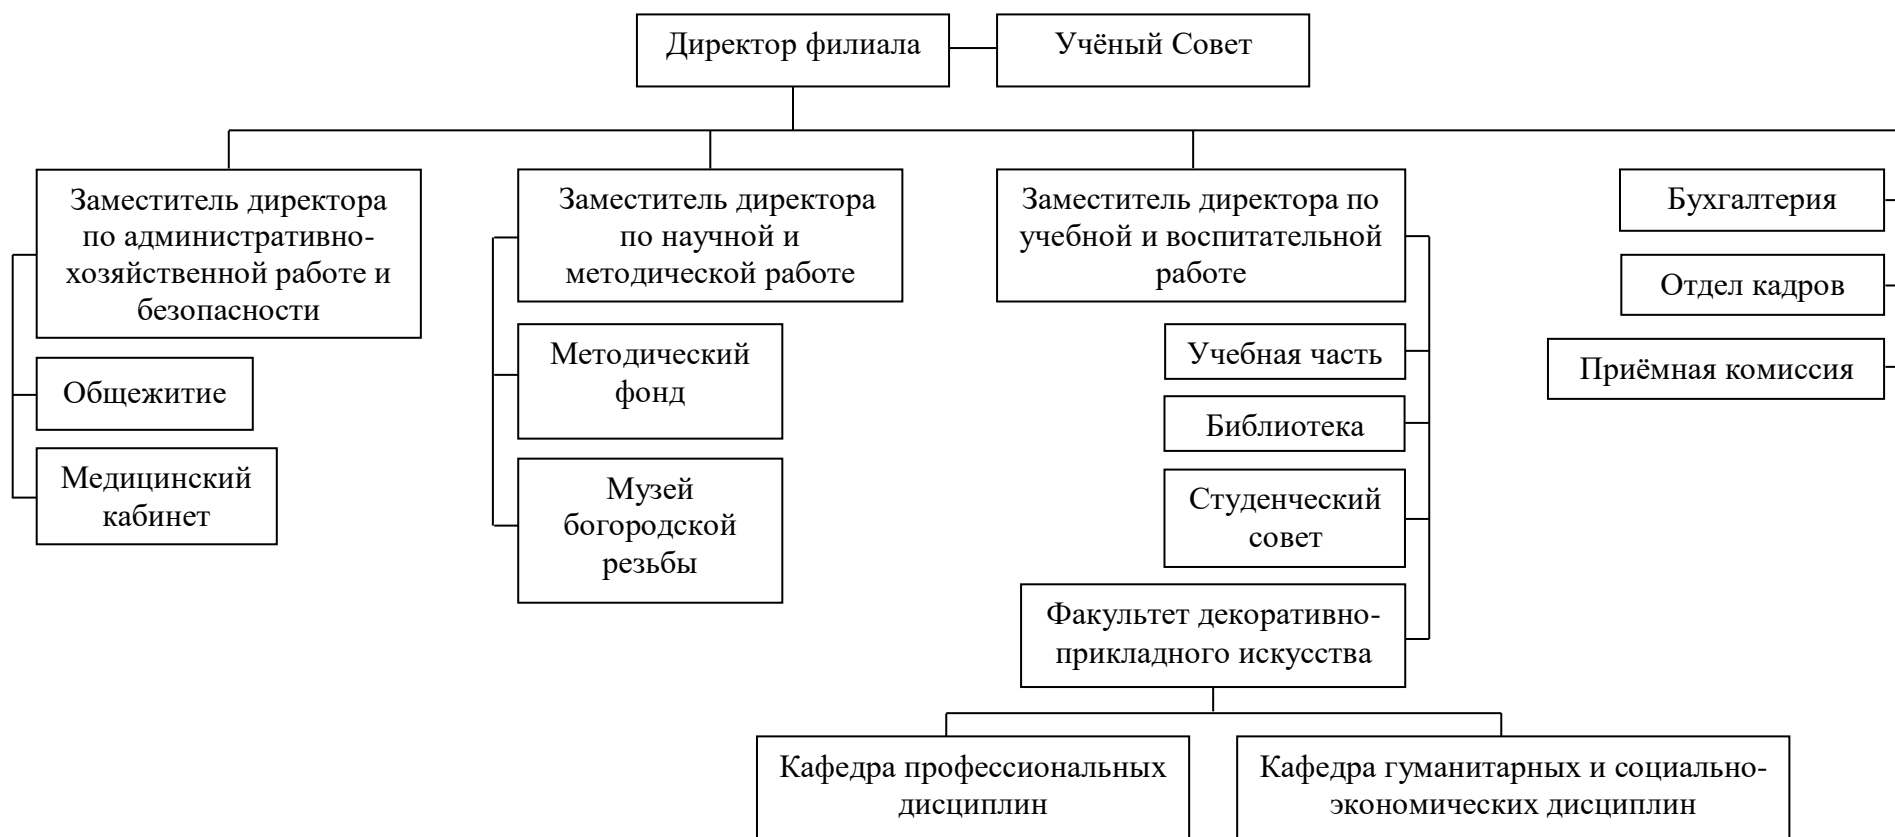 Директор филиала
Учёный Совет
Заместитель директора
по административно-
хозяйственной работе и
безопасности
Общежитие
Медицинский
кабинет
Заместитель директора
по научной и
методической работе
Методический
фонд
Музей
богородской
резьбы
Заместитель директора по
учебной и воспитательной
работе
Учебная часть
Библиотека
Студенческий
совет
Факультет декоративно-
прикладного искусства
Кафедра профессиональных
дисциплин
Кафедра гуманитарных и социально-
экономических дисциплин
Бухгалтерия
Отдел кадров
Приёмная комиссия